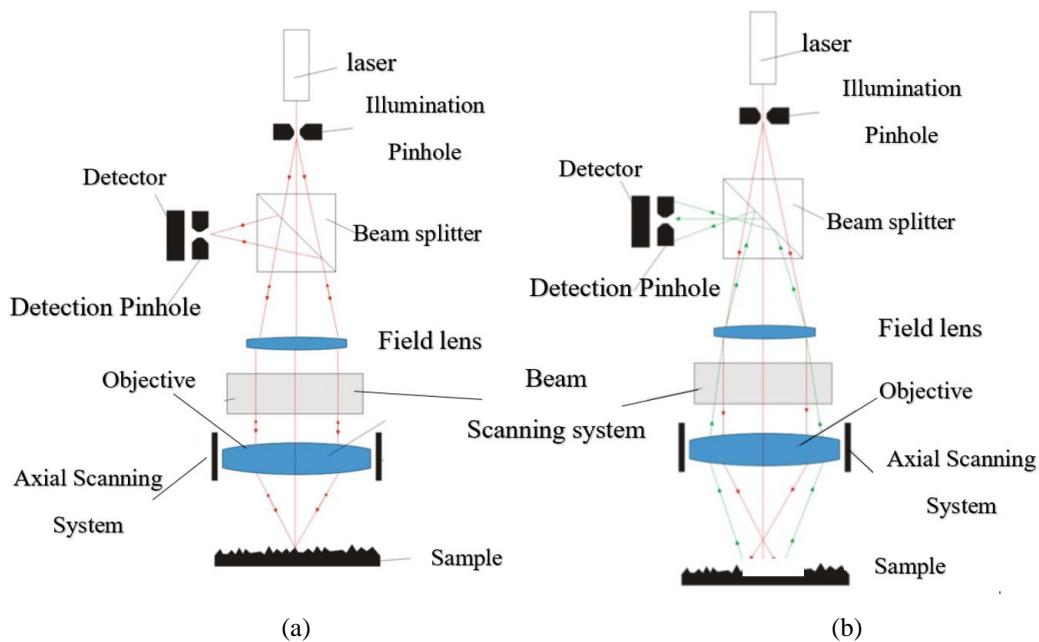 laser
Illumination
Pinhole
Detector
Beam splitter
Detection Pinhole
Field lens
Objective
Axial Scanning
System
Sample
(a)
Beam
Scanning system
laser
Illumination
Pinhole
Detector
Beam splitter
Detection Pinhole
Field lens
Objective
Axial Scanning
System
Sample
(b)